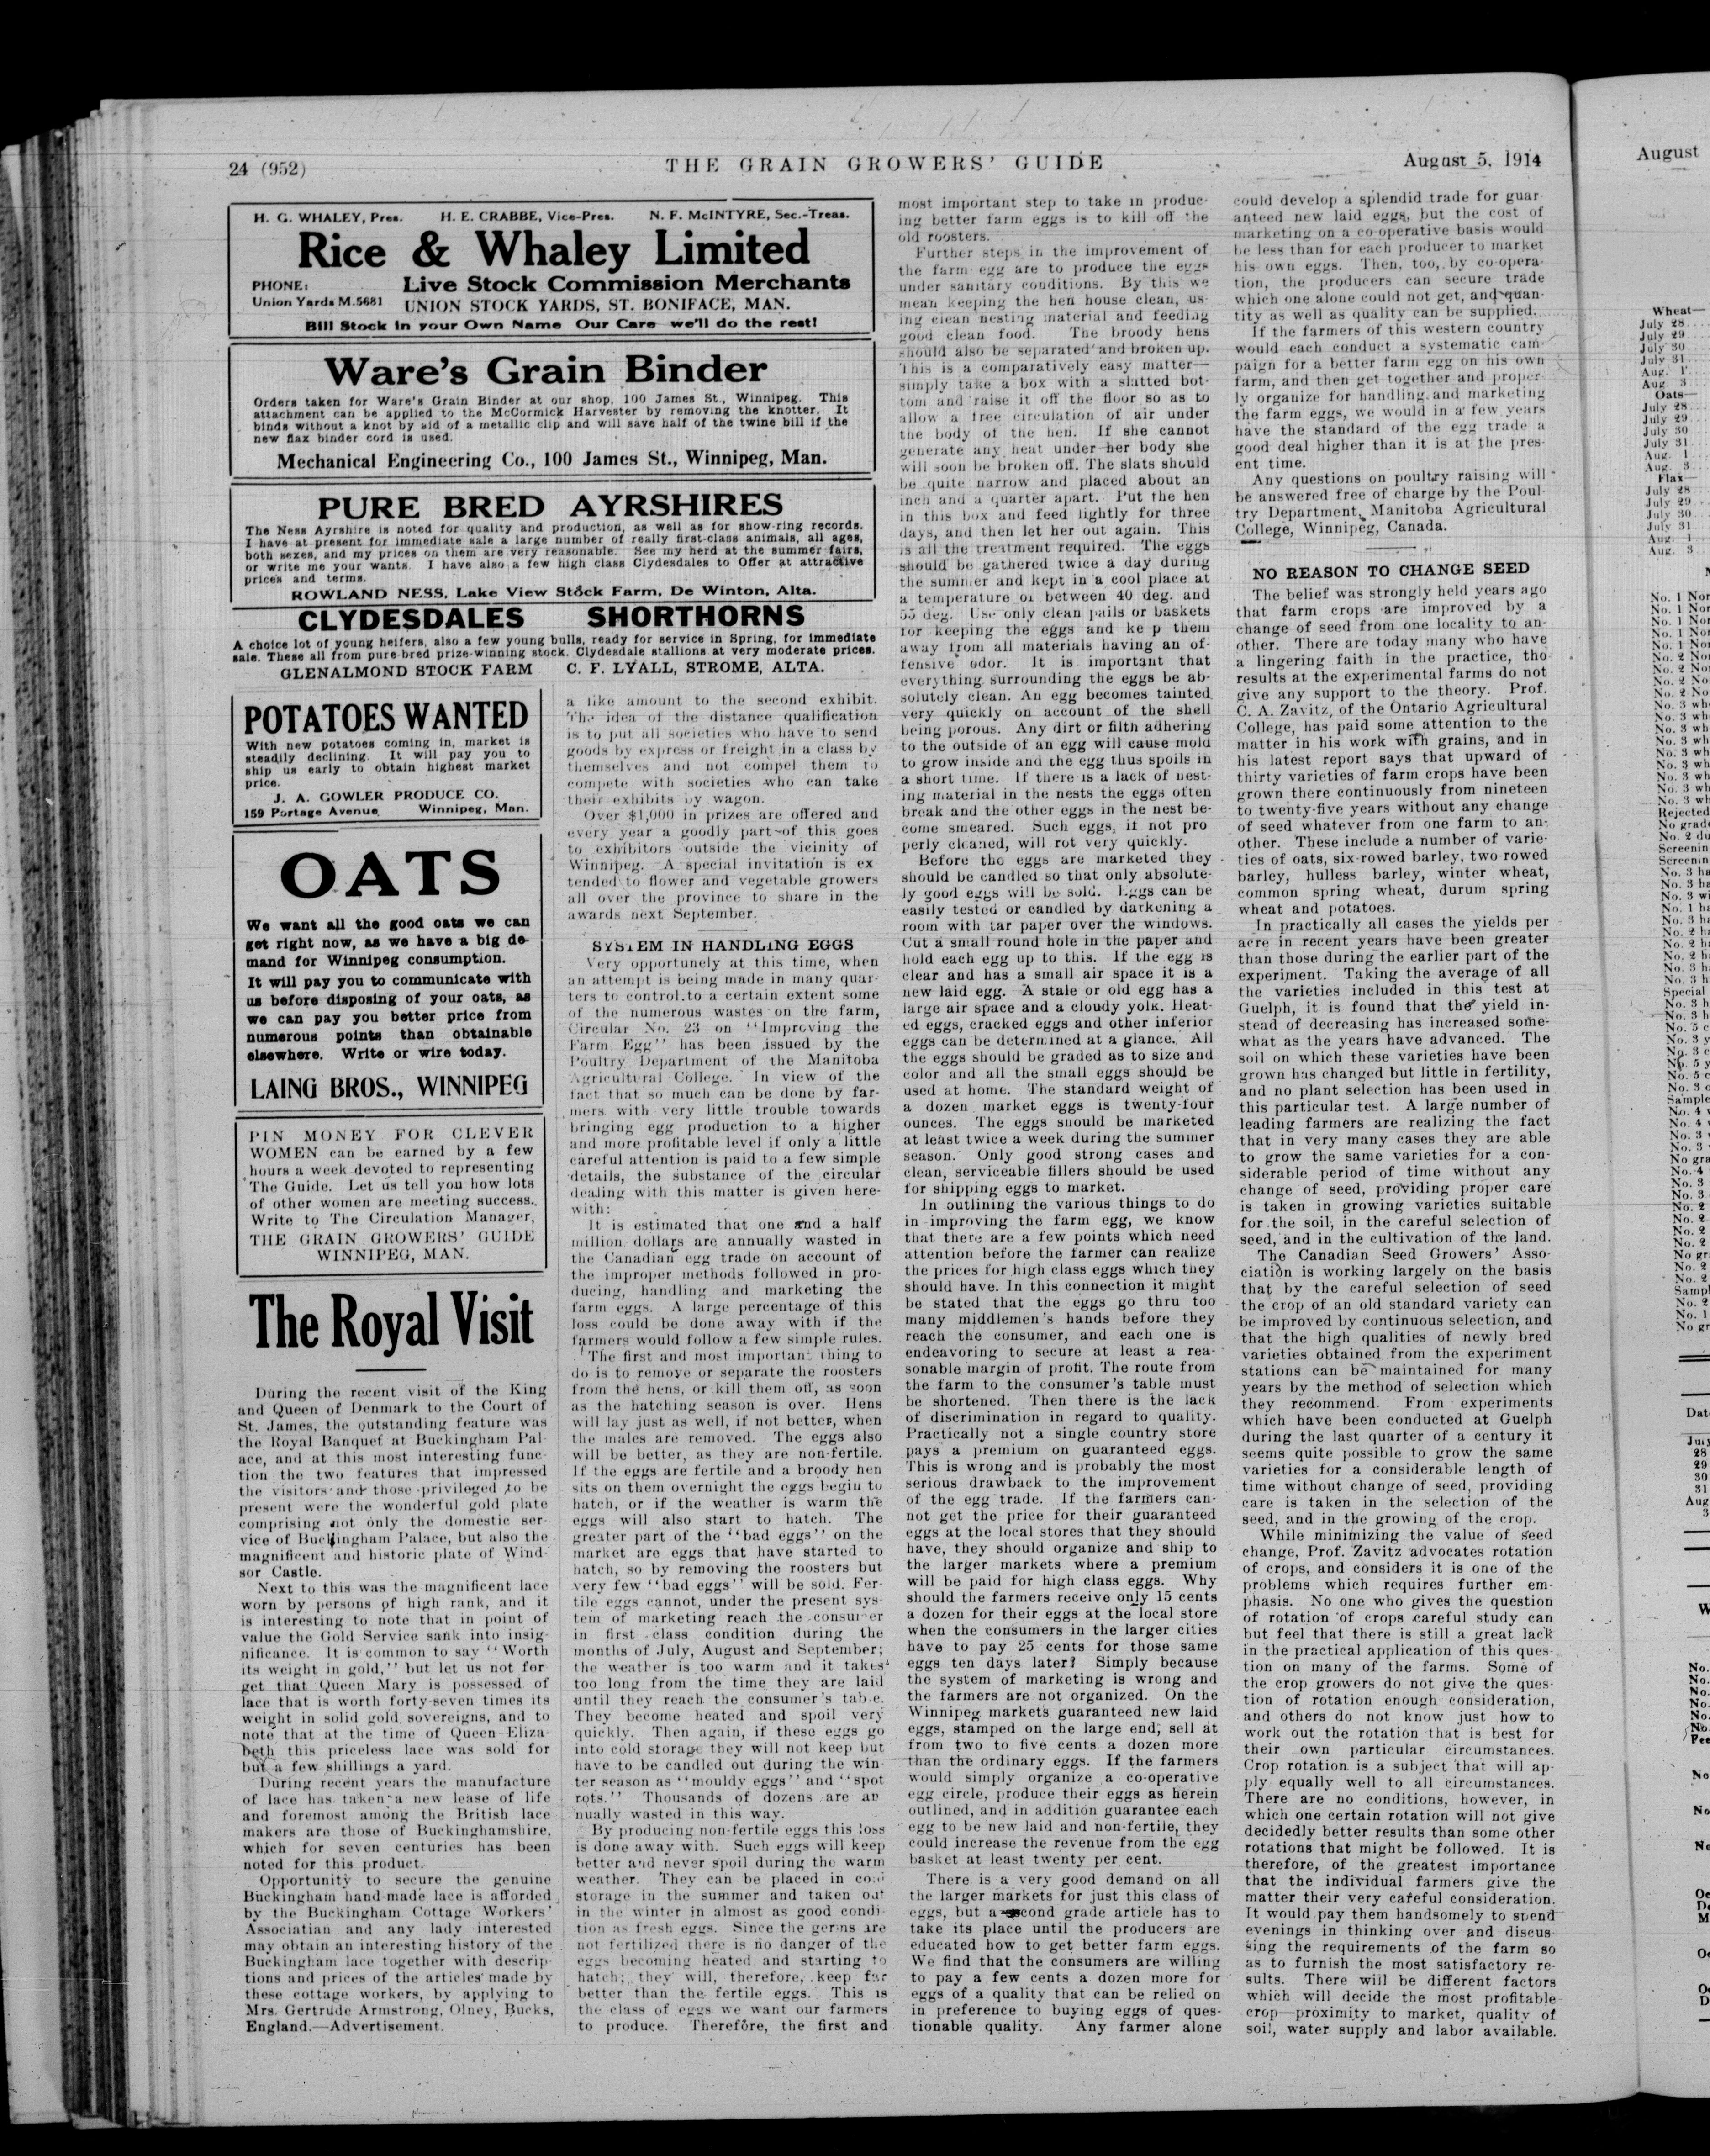 24 (952)
THE GRAIN GROWERS' GUIDE
August 5, 1914
H. G. WHALEY, Pres. H. E. CRABBE, Vice-Pres. N. F. McINTYRE, Sec.-Treas.
Rice & Whaley Limited
PHONE: Live Stock Commission Merchants
Union Yards M.5681 UNION STOCK YARDS, ST. BONIFACE, MAN.
Bill Stock in your Own Name Our Care we'll do the rest!
Ware's Grain Binder
Orders taken for Ware's Grain Binder at our shop, 100 James St., Winnipeg. This
attachment can be applied to the McCormick Harvester by removing the knotter. It
binds without a knot by aid of a metallic clip and will save half of the twine bill if the
new flax binder cord is used.
Mechanical Engineering Co., 100 James St., Winnipeg, Man.
PURE BRED AYRSHIRES
The Ness Ayrshire is noted for quality and production, as well as for show-ring records.
I have at present for immediate sale a large number of really first-class animals, all ages,
both sexes, and my prices on them are very reasonable. See my herd at the summer fairs,
or write me your wants. I have also a few high class Clydesdales to Offer at attractive
prices and terms.
ROWLAND NESS, Lake View Stock Farm, De Winton, Alta.
CLYDESDALES SHORTHORNS
A choice lot of young heifers, also a few young bulls, ready for service in Spring, for immediate
sale. These all from pure bred prize-winning stock. Clydesdale stallions at very moderate prices.
GLENALMOND STOCK FARM C. F. LYALL, STROME, ALTA.
POTATOES WANTED
With new potatoes coming in, market is
steadily declining. It will pay you to
ship us early to obtain highest market
price.
J. A. GOWLER PRODUCE CO.
159 Portage Avenue Winnipeg, Man.
OATS
We want all the good oats we can
get right now, as we have a big de-
mand for Winnipeg consumption.
It will pay you to communicate with
us before disposing of your oats, as
we can pay you better price from
numerous points than obtainable
elsewhere. Write or wire today.
LAING BROS., WINNIPEG
PIN MONEY FOR CLEVER
WOMEN can be earned by a few
hours a week devoted to representing
The Guide. Let us tell you how lots
of other women are meeting success.
Write to The Circulation Manager,
THE GRAIN GROWERS' GUIDE
WINNIPEG, MAN.
The Royal Visit
During the recent visit of the King
and Queen of Denmark to the Court of
St. James, the outstanding feature was
the Royal Banquet at Buckingham Pal-
ace, and at this most interesting func-
tion the two features that impressed
the visitors and those privileged to be
present were the wonderful gold plate
comprising not only the domestic ser-
vice of Buckingham Palace, but also the
magnificent and historic plate of Wind-
sor Castle.
Next to this was the magnificent lace
worn by persons of high rank, and it
is interesting to note that in point of
value the Gold Service sank into insig-
nificance. It is common to say "Worth
its weight in gold," but let us not for-
get that Queen Mary is possessed of
lace that is worth forty-seven times its
weight in solid gold sovereigns, and to
note that at the time of Queen Eliza-
beth this priceless lace was sold for
but a few shillings a yard.
During recent years the manufacture
of lace has taken a new lease of life
and foremost among the British lace
makers are those of Buckinghamshire,
which for seven centuries has been
noted for this product.
Opportunity to secure the genuine
Buckingham hand-made lace is afforded
by the Buckingham Cottage Workers'
Associatian and any lady interested
may obtain an interesting history of the
Buckingham lace together with descrip-
tions and prices of the articles made by
these cottage workers, by applying to
Mrs. Gertrude Armstrong, Olney, Bucks,
England.—Advertisement.
a like amount to the second exhibit.
The idea of the distance qualification
is to put all societies who have to send
goods by express or freight in a class by
themselves and not compel them to
compete with societies who can take
their exhibits by wagon.
Over $1,000 in prizes are offered and
every year a goodly part of this goes
to exhibitors outside the vicinity of
Winnipeg. A special invitation is ex
tended to flower and vegetable growers
all over the province to share in the
awards next September.
SYSTEM IN HANDLING EGGS
Very opportunely at this time, when
an attempt is being made in many quar-
ters to control to a certain extent some
of the numerous wastes on the farm,
Circular No. 23 on "Improving the
Farm Egg" has been issued by the
Poultry Department of the Manitoba
Agricultural College. In view of the
fact that so much can be done by far-
mers with very little trouble towards
bringing egg production to a higher
and more profitable level if only a little
careful attention is paid to a few simple
details, the substance of the circular
dealing with this matter is given here-
with:
It is estimated that one and a half
million dollars are annually wasted in
the Canadian egg trade on account of
the improper methods followed in pro-
ducing, handling and marketing the
farm eggs. A large percentage of this
loss could be done away with if the
farmers would follow a few simple rules.
The first and most important thing to
do is to remove or separate the roosters
from the hens, or kill them off, as soon
as the hatching season is over. Hens
will lay just as well, if not better, when
the males are removed. The eggs also
will be better, as they are non-fertile.
If the eggs are fertile and a broody hen
sits on them overnight the eggs begin to
hatch, or if the weather is warm the
eggs will also start to hatch. The
greater part of the "bad eggs" on the
market are eggs that have started to
hatch, so by removing the roosters but
very few "bad eggs" will be sold. Fer-
tile eggs cannot, under the present sys-
tem of marketing reach the consumer
in first class condition during the
months of July, August and September;
the weather is too warm and it takes
too long from the time they are laid
until they reach the consumer's table.
They become heated and spoil very
quickly. Then again, if these eggs go
into cold storage they will not keep but
have to be candled out during the win-
ter season as "mouldy eggs" and "spot
rots." Thousands of dozens are an
nually wasted in this way.
By producing non-fertile eggs this loss
is done away with. Such eggs will keep
better and never spoil during the warm
weather. They can be placed in cold
storage in the summer and taken out
in the winter in almost as good condi-
tion as fresh eggs. Since the germs are
not fertilized there is no danger of the
eggs becoming heated and starting to
hatch; they will, therefore, keep far
better than the fertile eggs. This is
the class of eggs we want our farmers
to produce. Therefore, the first and
most important step to take in produc-
ing better farm eggs is to kill off the
old roosters.
Further steps in the improvement of
the farm egg are to produce the eggs
under sanitary conditions. By this we
mean keeping the hen house clean, us-
ing clean nesting material and feeding
good clean food. The broody hens
should also be separated and broken up.
This is a comparatively easy matter—
simply take a box with a slatted bot-
tom and raise it off the floor so as to
allow a free circulation of air under
the body of the hen. If she cannot
generate any heat under her body she
will soon be broken off. The slats should
be quite narrow and placed about an
inch and a quarter apart. Put the hen
in this box and feed lightly for three
days, and then let her out again. This
is all the treatment required. The eggs
should be gathered twice a day during
the summer and kept in a cool place at
a temperature of between 40 deg. and
55 deg. Use only clean pails or baskets
for keeping the eggs and ke p them
away from all materials having an of-
fensive odor. It is important that
everything surrounding the eggs be ab-
solutely clean. An egg becomes tainted
very quickly on account of the shell
being porous. Any dirt or filth adhering
to the outside of an egg will cause mold
to grow inside and the egg thus spoils in
a short time. If there is a lack of nest-
ing material in the nests the eggs often
break and the other eggs in the nest be-
come smeared. Such eggs, if not pro
perly cleaned, will rot very quickly.
Before the eggs are marketed they
should be candled so that only absolute-
ly good eggs will be sold. Eggs can be
easily tested or candled by darkening a
room with tar paper over the windows.
Cut a small round hole in the paper and
hold each egg up to this. If the egg is
clear and has a small air space it is a
new laid egg. A stale or old egg has a
large air space and a cloudy yolk. Heat-
ed eggs, cracked eggs and other inferior
eggs can be determined at a glance. All
the eggs should be graded as to size and
color and all the small eggs should be
used at home. The standard weight of
a dozen market eggs is twenty-four
ounces. The eggs should be marketed
at least twice a week during the summer
season. Only good strong cases and
clean, serviceable fillers should be used
for shipping eggs to market.
In outlining the various things to do
in improving the farm egg, we know
that there are a few points which need
attention before the farmer can realize
the prices for high class eggs which they
should have. In this connection it might
be stated that the eggs go thru too
many middlemen's hands before they
reach the consumer, and each one is
endeavoring to secure at least a rea-
sonable margin of profit. The route from
the farm to the consumer's table must
be shortened. Then there is the lack
of discrimination in regard to quality.
Practically not a single country store
pays a premium on guaranteed eggs.
This is wrong and is probably the most
serious drawback to the improvement
of the egg trade. If the farmers can-
not get the price for their guaranteed
eggs at the local stores that they should
have, they should organize and ship to
the larger markets where a premium
will be paid for high class eggs. Why
should the farmers receive only 15 cents
a dozen for their eggs at the local store
when the consumers in the larger cities
have to pay 25 cents for those same
eggs ten days later? Simply because
the system of marketing is wrong and
the farmers are not organized. On the
Winnipeg markets guaranteed new laid
eggs, stamped on the large end, sell at
from two to five cents a dozen more
than the ordinary eggs. If the farmers
would simply organize a co-operative
egg circle, produce their eggs as herein
outlined, and in addition guarantee each
egg to be new laid and non-fertile, they
could increase the revenue from the egg
basket at least twenty per cent.
There is a very good demand on all
the larger markets for just this class of
eggs, but a second grade article has to
take its place until the producers are
educated how to get better farm eggs.
We find that the consumers are willing
to pay a few cents a dozen more for
eggs of a quality that can be relied on
in preference to buying eggs of ques-
tionable quality. Any farmer alone
could develop a splendid trade for guar-
anteed new laid eggs, but the cost of
marketing on a co-operative basis would
be less than for each producer to market
his own eggs. Then, too, by co-opera-
tion, the producers can secure trade
which one alone could not get, and quan-
tity as well as quality can be supplied.
If the farmers of this western country
would each conduct a systematic cam-
paign for a better farm egg on his own
farm, and then get together and proper-
ly organize for handling and marketing
the farm eggs, we would in a few years
have the standard of the egg trade a
good deal higher than it is at the pres-
ent time.
Any questions on poultry raising will
be answered free of charge by the Poul-
try Department, Manitoba Agricultural
College, Winnipeg, Canada.
NO REASON TO CHANGE SEED
The belief was strongly held years ago
that farm crops are improved by a
change of seed from one locality to an-
other. There are today many who have
a lingering faith in the practice, tho
results at the experimental farms do not
give any support to the theory. Prof.
C. A. Zavitz, of the Ontario Agricultural
College, has paid some attention to the
matter in his work with grains, and in
his latest report says that upward of
thirty varieties of farm crops have been
grown there continuously from nineteen
to twenty-five years without any change
of seed whatever from one farm to an-
other. These include a number of varie-
ties of oats, six-rowed barley, two-rowed
barley, hulless barley, winter wheat,
common spring wheat, durum spring
wheat and potatoes.
In practically all cases the yields per
acre in recent years have been greater
than those during the earlier part of the
experiment. Taking the average of all
the varieties included in this test at
Guelph, it is found that the yield in-
stead of decreasing has increased some-
what as the years have advanced. The
soil on which these varieties have been
grown has changed but little in fertility,
and no plant selection has been used in
this particular test. A large number of
leading farmers are realizing the fact
that in very many cases they are able
to grow the same varieties for a con-
siderable period of time without any
change of seed, providing proper care
is taken in growing varieties suitable
for the soil, in the careful selection of
seed, and in the cultivation of the land.
The Canadian Seed Growers' Asso-
ciation is working largely on the basis
that by the careful selection of seed
the crop of an old standard variety can
be improved by continuous selection, and
that the high qualities of newly bred
varieties obtained from the experiment
stations can be maintained for many
years by the method of selection which
they recommend. From experiments
which have been conducted at Guelph
during the last quarter of a century it
seems quite possible to grow the same
varieties for a considerable length of
time without change of seed, providing
care is taken in the selection of the
seed, and in the growing of the crop.
While minimizing the value of seed
change, Prof. Zavitz advocates rotation
of crops, and considers it is one of the
problems which requires further em-
phasis. No one who gives the question
of rotation of crops careful study can
but feel that there is still a great lack
in the practical application of this ques-
tion on many of the farms. Some of
the crop growers do not give the ques-
tion of rotation enough consideration,
and others do not know just how to
work out the rotation that is best for
their own particular circumstances.
Crop rotation is a subject that will ap-
ply equally well to all circumstances.
There are no conditions, however, in
which one certain rotation will not give
decidedly better results than some other
rotations that might be followed. It is
therefore, of the greatest importance
that the individual farmers give the
matter their very careful consideration.
It would pay them handsomely to spend
evenings in thinking over and discus-
sing the requirements of the farm so
as to furnish the most satisfactory re-
sults. There will be different factors
which will decide the most profitable
crop—proximity to market, quality of
soil, water supply and labor available.
August
Wheat—
July 28
July 29
July 30
July 31
Aug. 1
Aug. 3
Oats—
July 28
July 29
July 30
July 31
Aug. 1
Aug. 3
Flax—
July 28
July 29
July 30
July 31
Aug. 1
Aug. 3